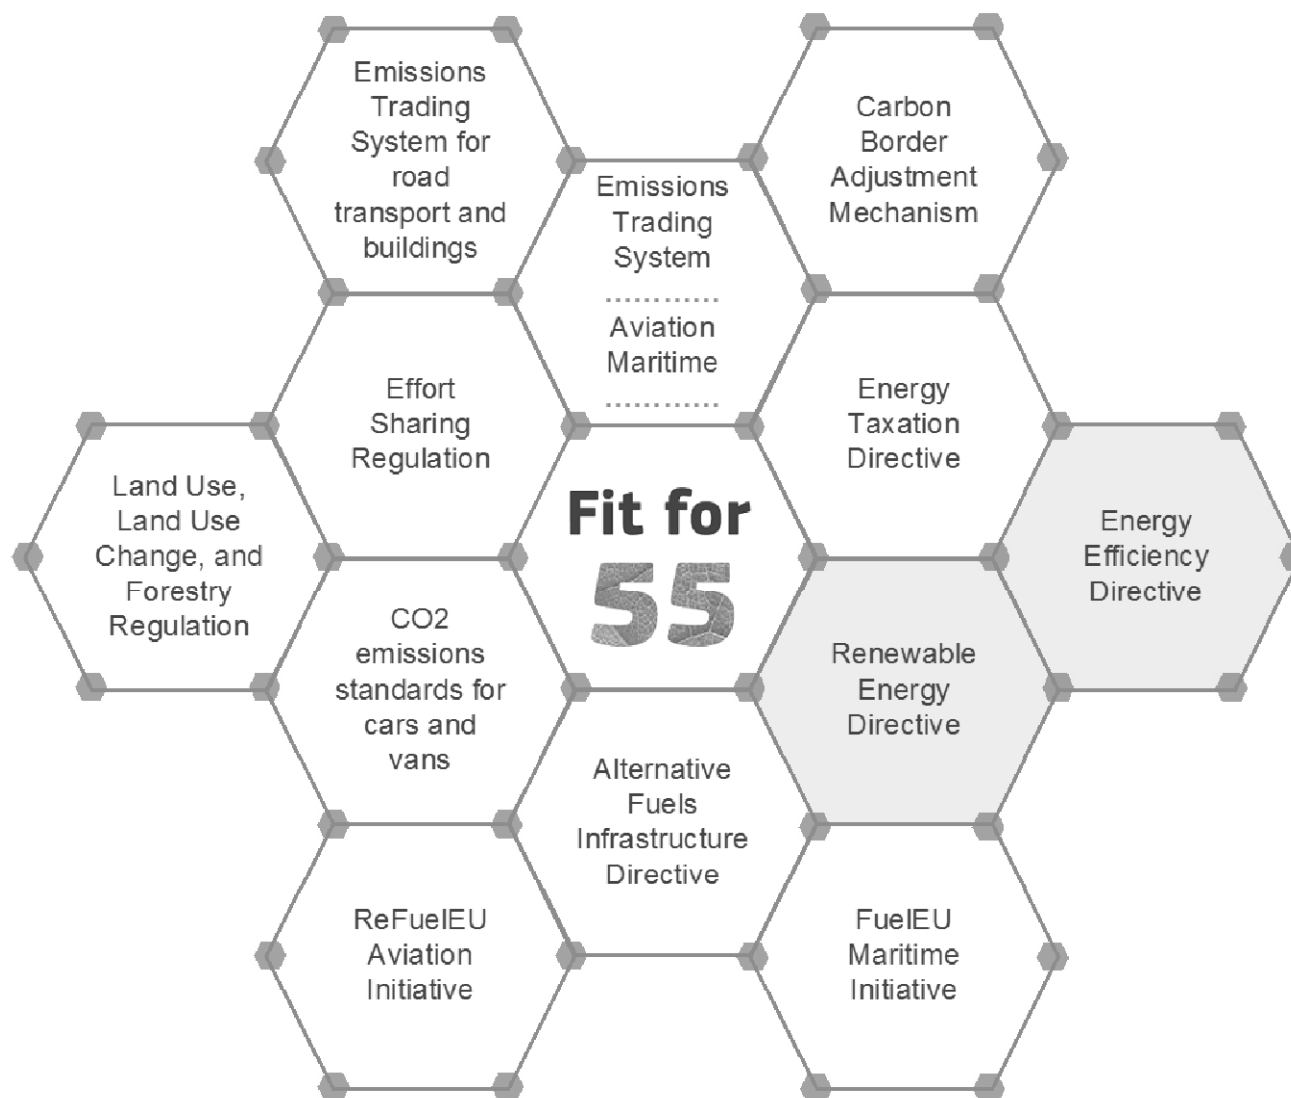 Emissions
Trading
System for
road
transport and
buildings
Emissions
Trading
System
Aviation
Maritime
Carbon
Border
Adjustment
Mechanism
Effort
Sharing
Regulation
Energy
Taxation
Directive
Land Use,
Land Use
Change, and
Forestry
Regulation
Fit for
55
Energy
Efficiency
Directive
CO2
emissions
standards for
cars and
vans
Renewable
Energy
Directive
Alternative
Fuels
Infrastructure
Directive
ReFuelEU
Aviation
Initiative
FuelEU
Maritime
Initiative